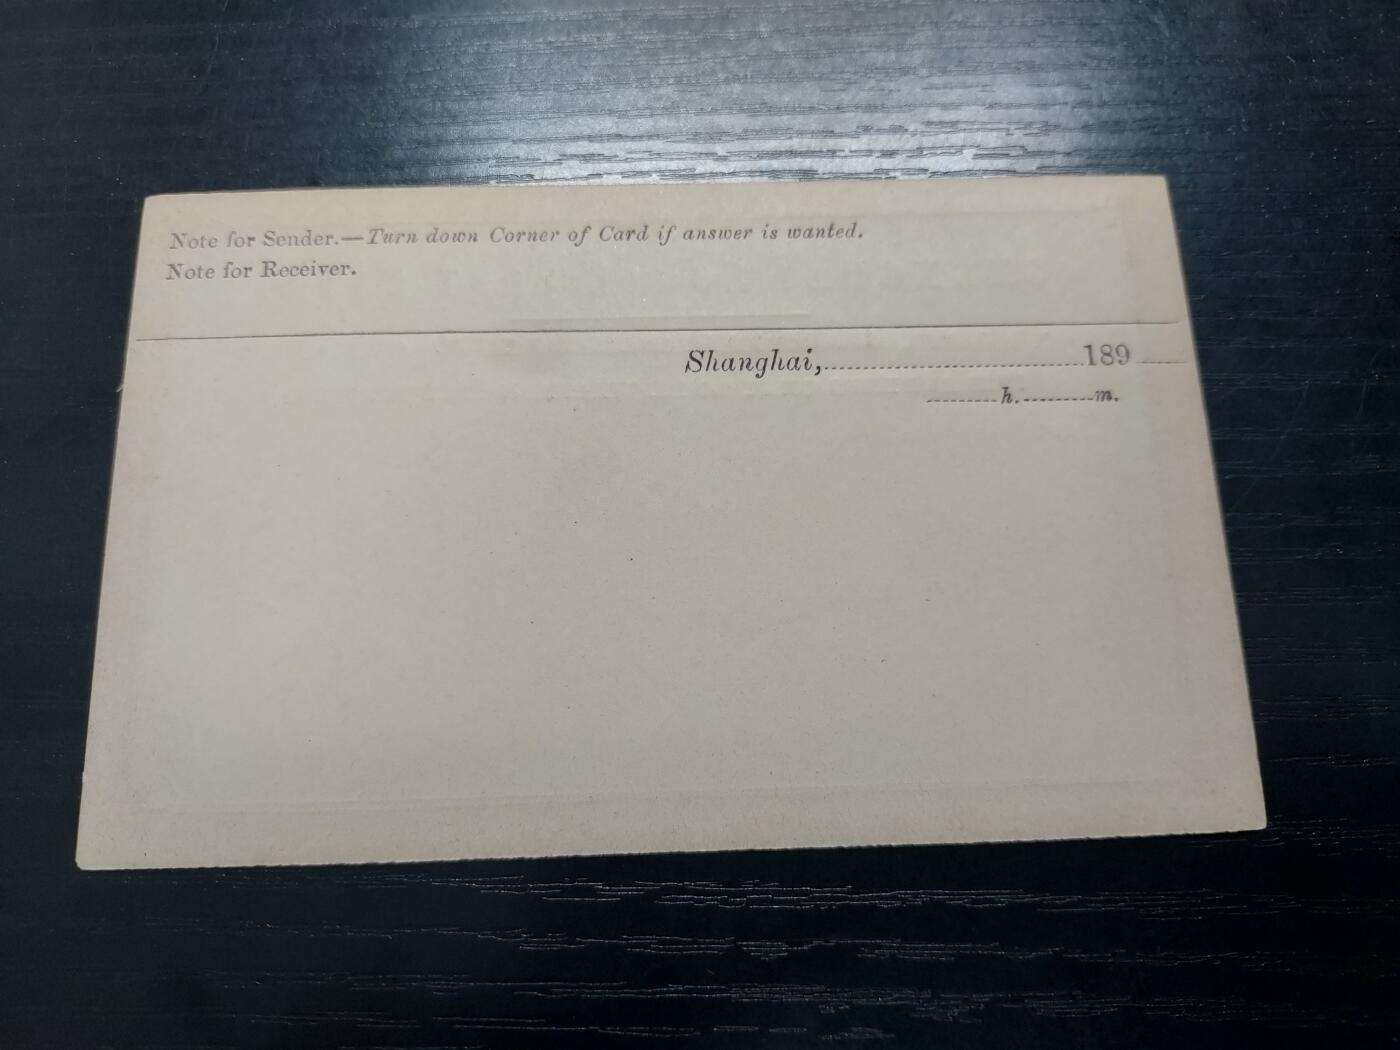 Note for Sender.—Turn down Corner of Card if answer is wanted.
Note for Receiver.
Shanghai,..............................189
.........h..........m.